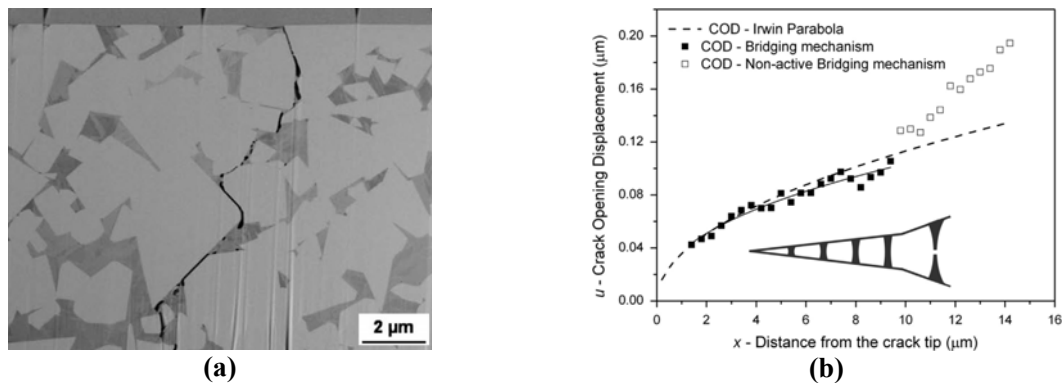 2 µm
(a)
COD - Irwin Parabola
COD - Bridging mechanism
COD - Non-active Bridging mechanism
u - Crack Opening Displacement (µm)
0.20
0.16
0.12
0.08
0.04
0.00
0 2 4 6 8 10 12 14 16
x - Distance from the crack tip (µm)
(b)